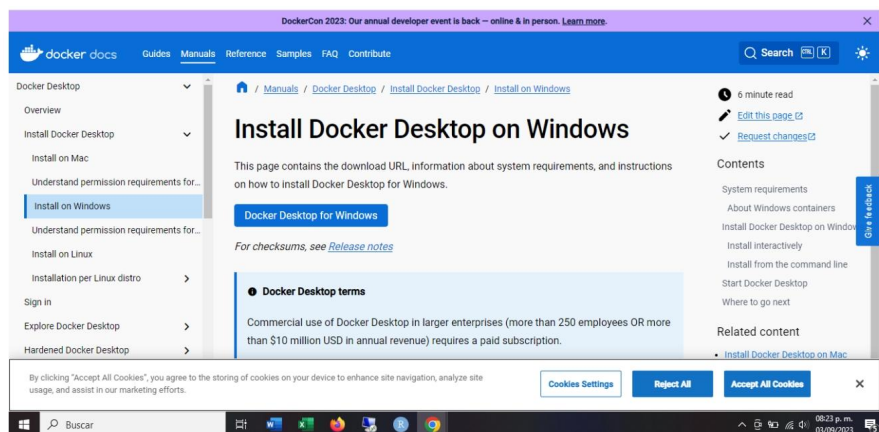 DockerCon 2023: Our annual developer event is back — online & in person. Learn more.
docker docs
Guides Manuals Reference Samples FAQ Contribute
Search CTRL K
Docker Desktop
Overview
Install Docker Desktop
Install on Mac
Understand permission requirements for...
Install on Windows
Understand permission requirements for...
Install on Linux
Installation per Linux distro
Sign in
Explore Docker Desktop
Hardened Docker Desktop
/ Manuals / Docker Desktop / Install Docker Desktop / Install on Windows
Install Docker Desktop on Windows
This page contains the download URL, information about system requirements, and instructions
on how to install Docker Desktop for Windows.
Docker Desktop for Windows
For checksums, see Release notes
Docker Desktop terms
Commercial use of Docker Desktop in larger enterprises (more than 250 employees OR more
than $10 million USD in annual revenue) requires a paid subscription.
6 minute read
Edit this page
Request changes
Contents
System requirements
About Windows containers
Install Docker Desktop on Window
Install interactively
Install from the command line
Start Docker Desktop
Where to go next
Related content
Install Docker Desktop on Mac
Give feedback
By clicking "Accept All Cookies", you agree to the storing of cookies on your device to enhance site navigation, analyze site
usage, and assist in our marketing efforts.
Cookies Settings
Reject All
Accept All Cookies
Buscar
08:23 p. m.
03/09/2023